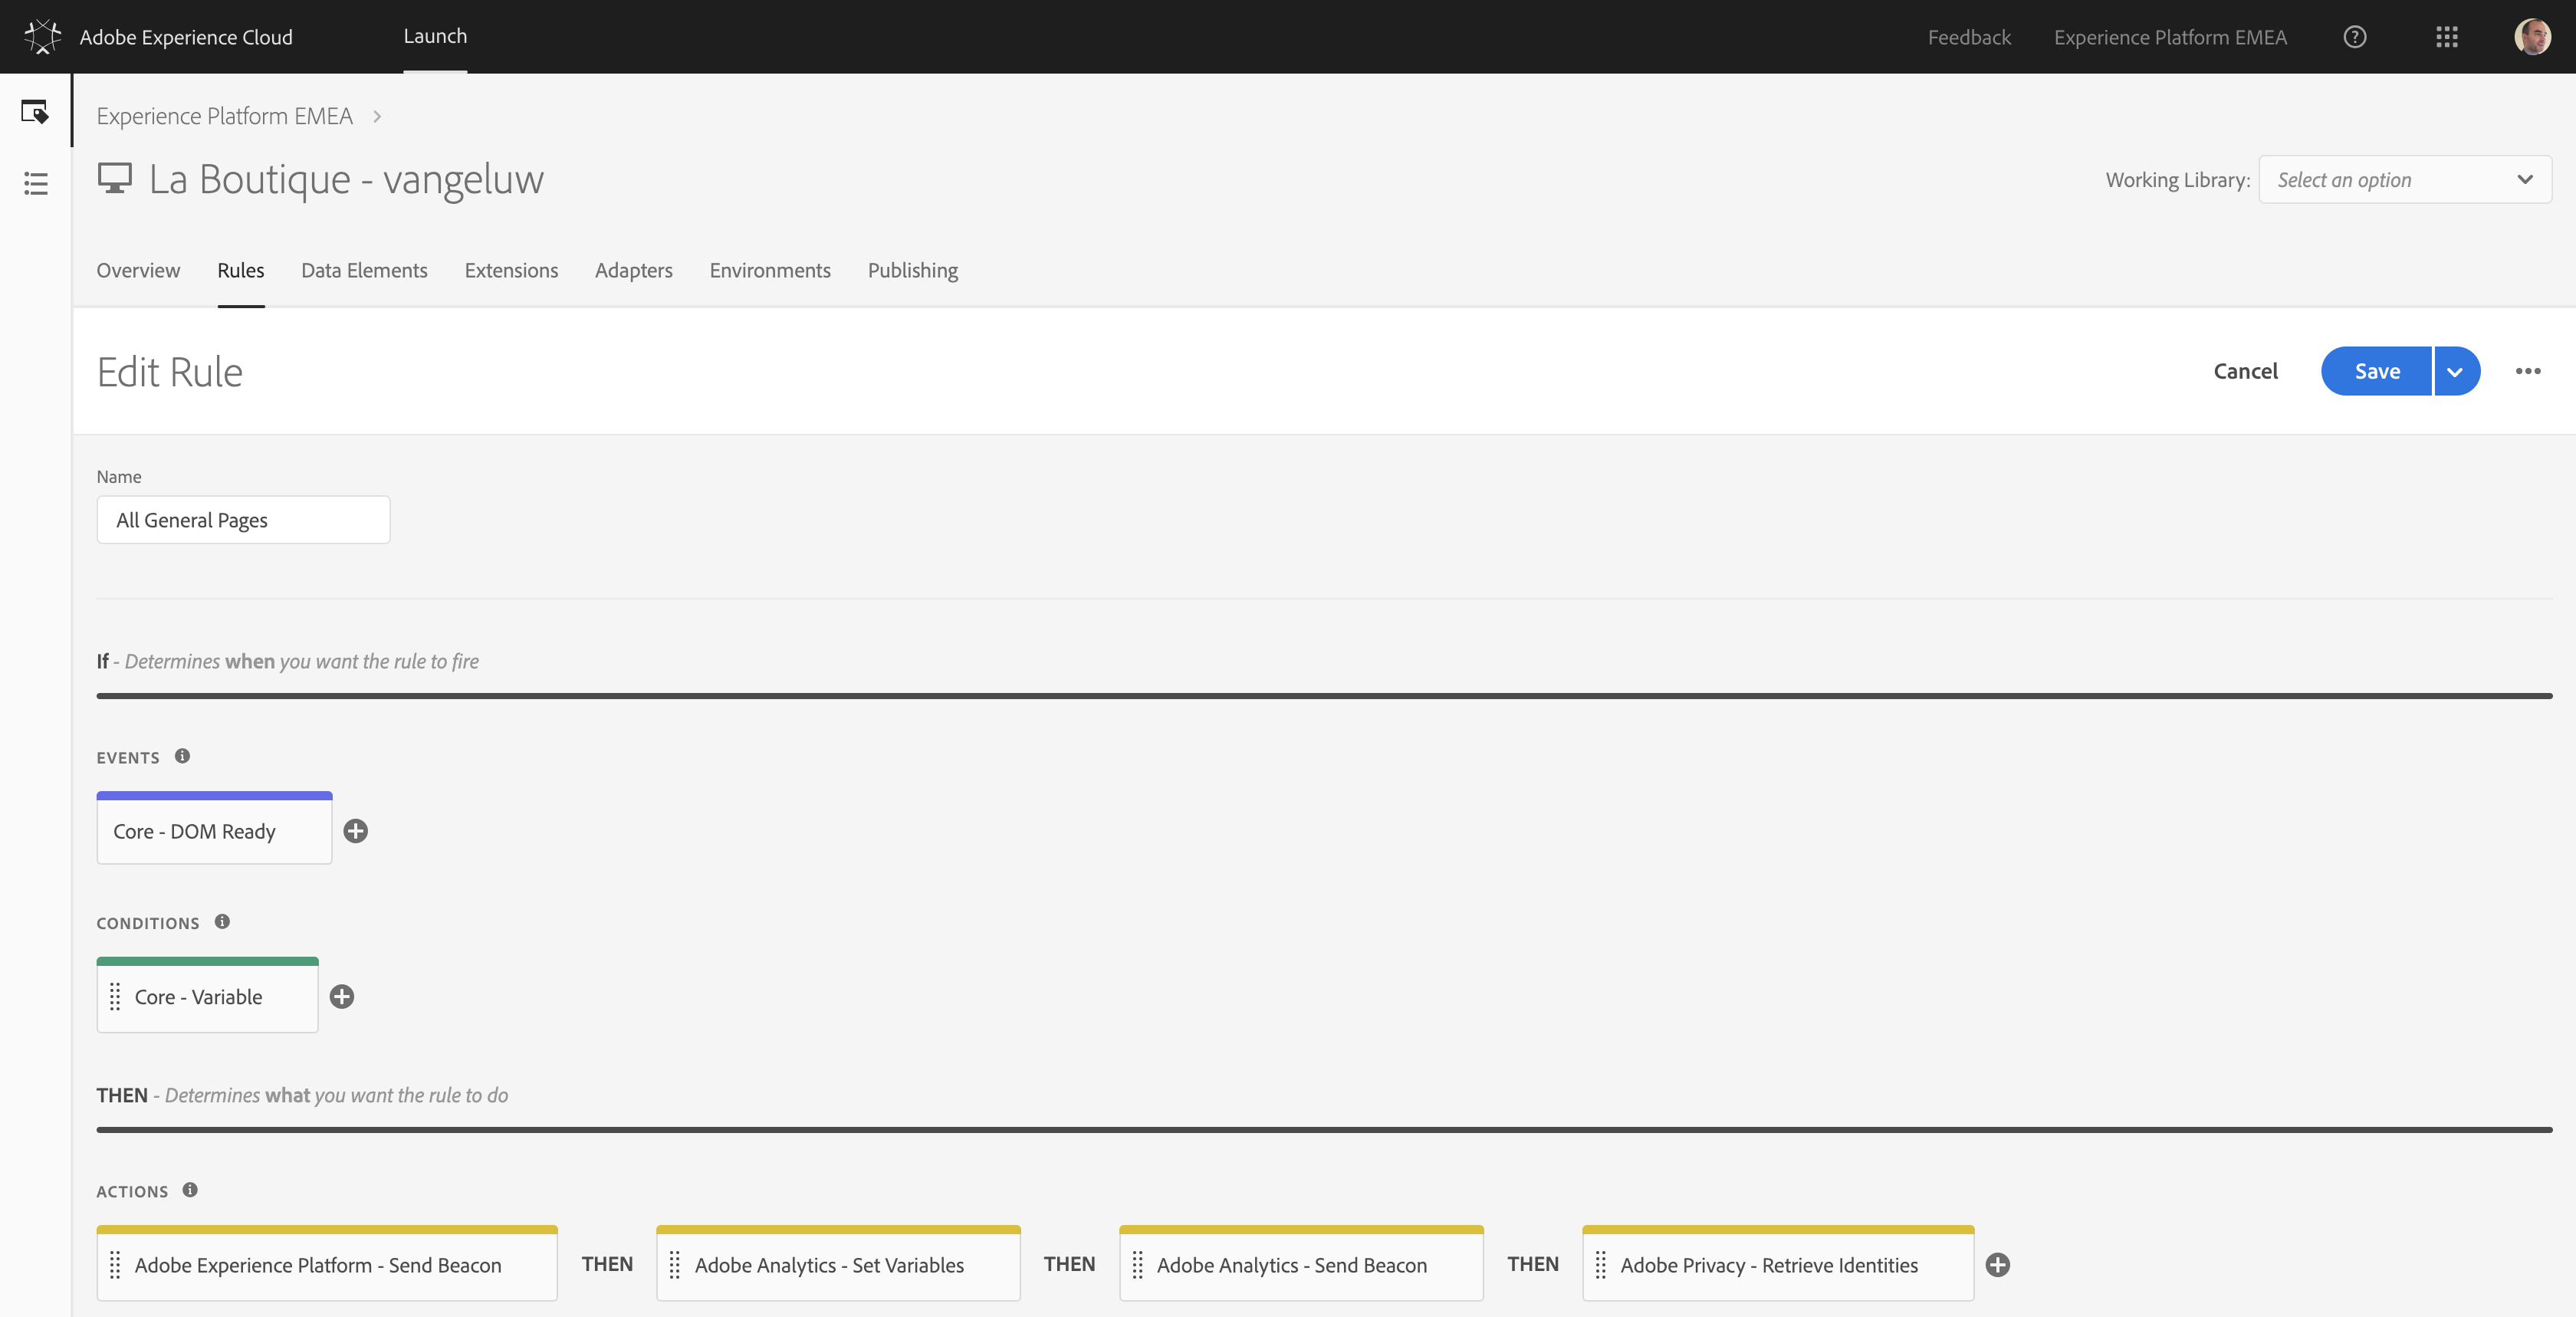 Adobe Experience Cloud
Launch
Feedback
Experience Platform EMEA
Experience Platform EMEA
La Boutique - vangeluw
Working Library:
Select an option
Overview
Rules
Data Elements
Extensions
Adapters
Environments
Publishing
Edit Rule
Cancel
Save
Name
All General Pages
If - Determines when you want the rule to fire
EVENTS
Core - DOM Ready
CONDITIONS
Core - Variable
THEN - Determines what you want the rule to do
ACTIONS
Adobe Experience Platform - Send Beacon
THEN
Adobe Analytics - Set Variables
THEN
Adobe Analytics - Send Beacon
THEN
Adobe Privacy - Retrieve Identities